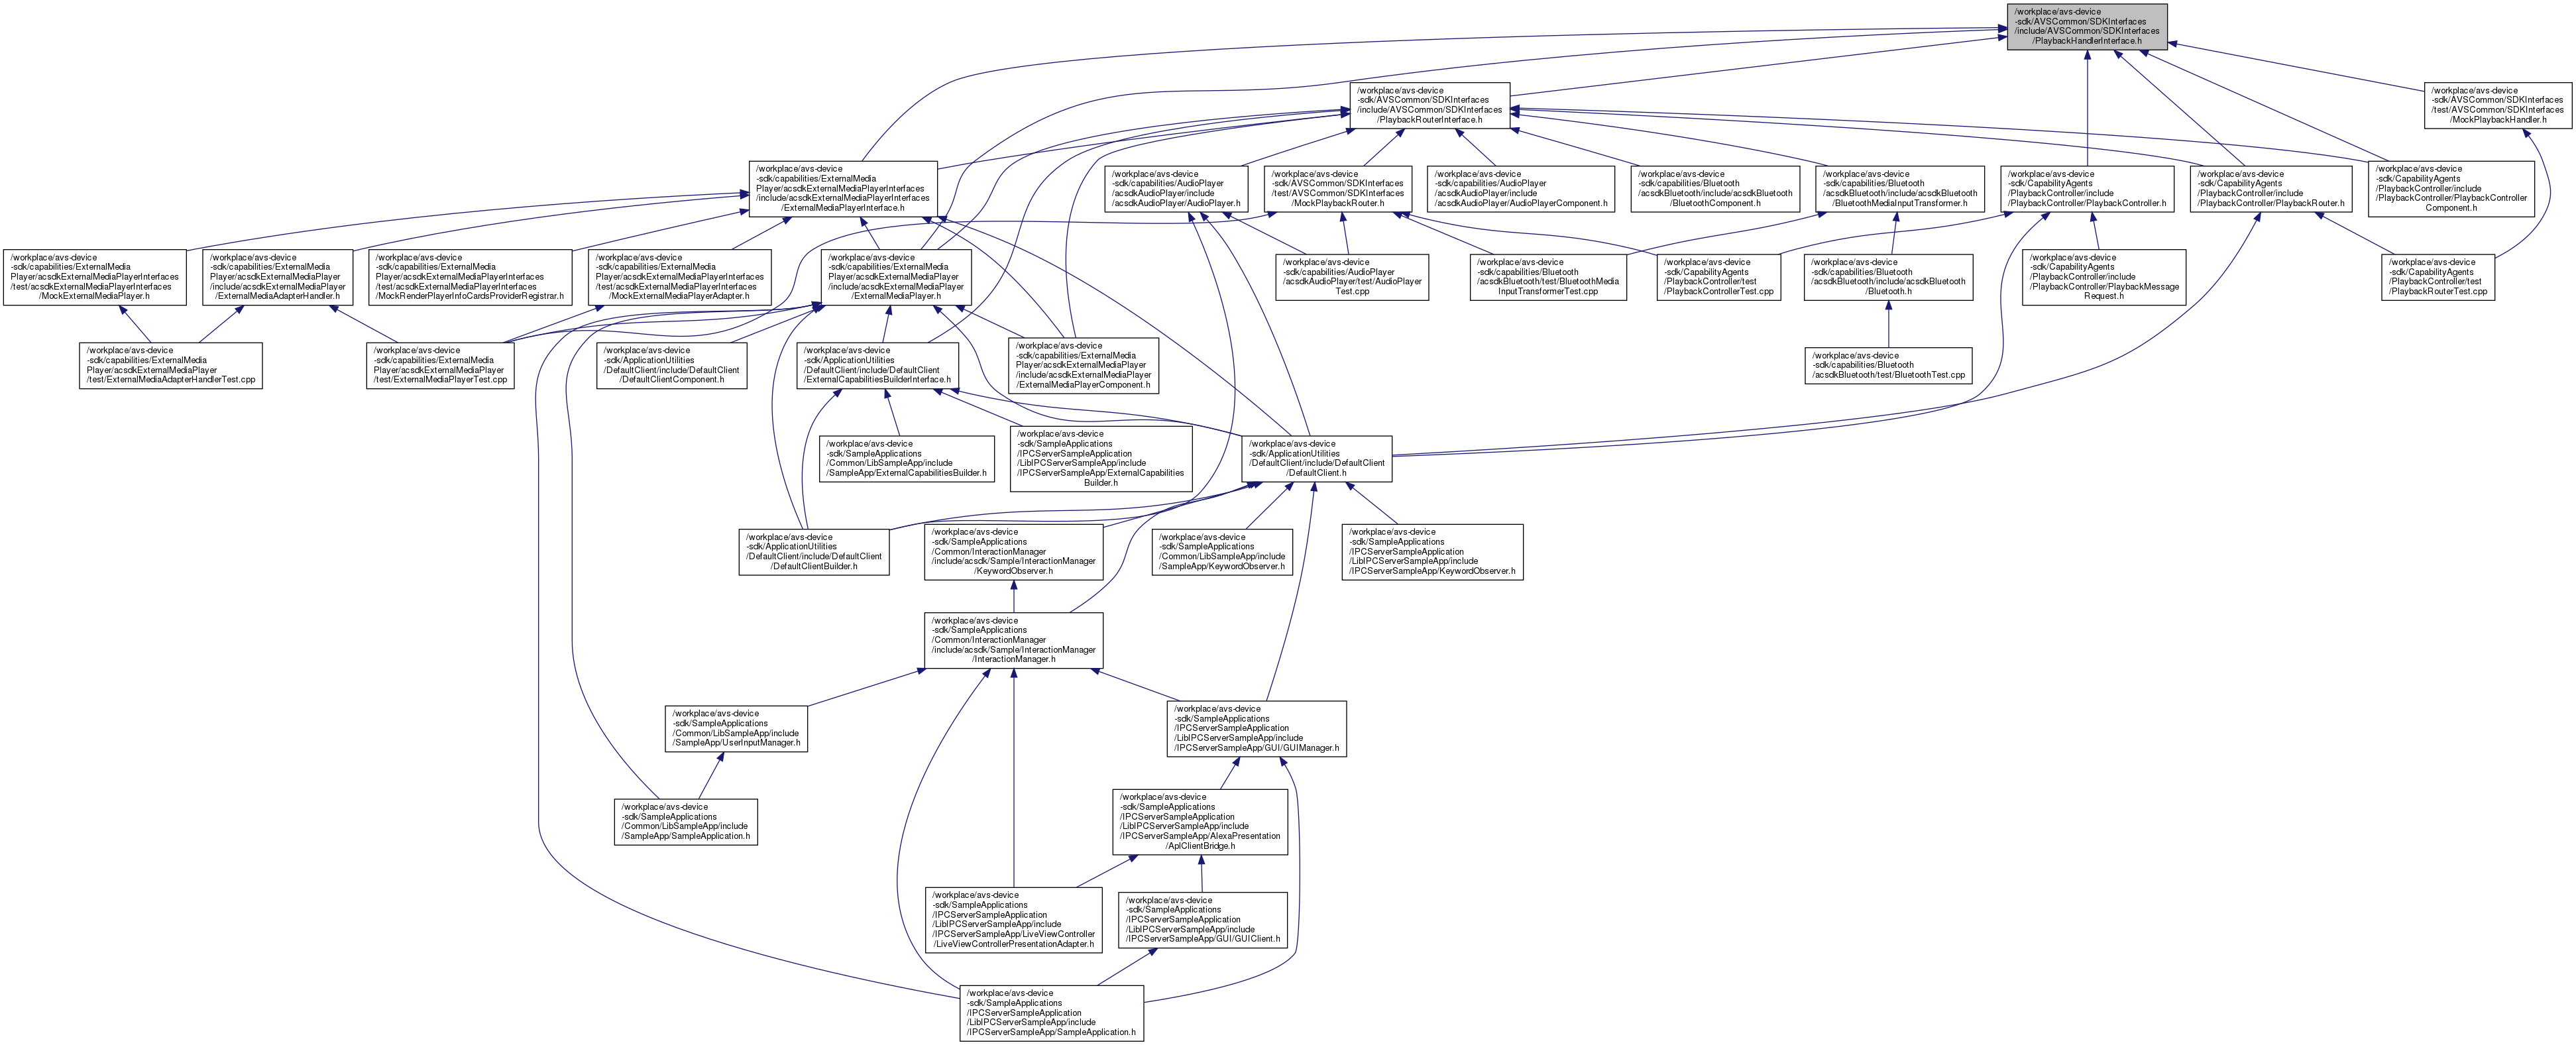 /workplace/avs-device
-sdk/AVSCommon/SDKInterfaces
/include/AVSCommon/SDKInterfaces
/PlaybackHandlerInterface.h
/workplace/avs-device
-sdk/AVSCommon/SDKInterfaces
/include/AVSCommon/SDKInterfaces
/PlaybackRouterInterface.h
/workplace/avs-device
-sdk/AVSCommon/SDKInterfaces
/test/AVSCommon/SDKInterfaces
/MockPlaybackHandler.h
/workplace/avs-device
-sdk/capabilities/ExternalMedia
Player/acsdkExternalMediaPlayerInterfaces
/include/acsdkExternalMediaPlayerInterfaces
/ExternalMediaPlayerInterface.h
/workplace/avs-device
-sdk/capabilities/AudioPlayer
/acsdkAudioPlayer/include
/acsdkAudioPlayer/AudioPlayer.h
/workplace/avs-device
-sdk/AVSCommon/SDKInterfaces
/test/AVSCommon/SDKInterfaces
/MockPlaybackRouter.h
/workplace/avs-device
-sdk/capabilities/AudioPlayer
/acsdkAudioPlayer/include
/acsdkAudioPlayer/AudioPlayerComponent.h
/workplace/avs-device
-sdk/capabilities/Bluetooth
/acsdkBluetooth/include/acsdkBluetooth
/BluetoothComponent.h
/workplace/avs-device
-sdk/capabilities/Bluetooth
/acsdkBluetooth/include/acsdkBluetooth
/BluetoothMediaInputTransformer.h
/workplace/avs-device
-sdk/CapabilityAgents
/PlaybackController/include
/PlaybackController/PlaybackController.h
/workplace/avs-device
-sdk/CapabilityAgents
/PlaybackController/include
/PlaybackController/PlaybackRouter.h
/workplace/avs-device
-sdk/CapabilityAgents
/PlaybackController/include
/PlaybackController/PlaybackController
Component.h
/workplace/avs-device
-sdk/capabilities/ExternalMedia
Player/acsdkExternalMediaPlayerInterfaces
/test/acsdkExternalMediaPlayerInterfaces
/MockExternalMediaPlayer.h
/workplace/avs-device
-sdk/capabilities/ExternalMedia
Player/acsdkExternalMediaPlayer
/include/acsdkExternalMediaPlayer
/ExternalMediaAdapterHandler.h
/workplace/avs-device
-sdk/capabilities/ExternalMedia
Player/acsdkExternalMediaPlayerInterfaces
/test/acsdkExternalMediaPlayerInterfaces
/MockRenderPlayerInfoCardsProviderRegistrar.h
/workplace/avs-device
-sdk/capabilities/ExternalMedia
Player/acsdkExternalMediaPlayerInterfaces
/test/acsdkExternalMediaPlayerInterfaces
/MockExternalMediaPlayerAdapter.h
/workplace/avs-device
-sdk/capabilities/ExternalMedia
Player/acsdkExternalMediaPlayer
/include/acsdkExternalMediaPlayer
/ExternalMediaPlayer.h
/workplace/avs-device
-sdk/capabilities/AudioPlayer
/acsdkAudioPlayer/test/AudioPlayer
Test.cpp
/workplace/avs-device
-sdk/capabilities/Bluetooth
/acsdkBluetooth/test/BluetoothMedia
InputTransformerTest.cpp
/workplace/avs-device
-sdk/CapabilityAgents
/PlaybackController/test
/PlaybackControllerTest.cpp
/workplace/avs-device
-sdk/capabilities/Bluetooth
/acsdkBluetooth/include/acsdkBluetooth
/Bluetooth.h
/workplace/avs-device
-sdk/CapabilityAgents
/PlaybackController/include
/PlaybackController/PlaybackMessage
Request.h
/workplace/avs-device
-sdk/CapabilityAgents
/PlaybackController/test
/PlaybackRouterTest.cpp
/workplace/avs-device
-sdk/capabilities/ExternalMedia
Player/acsdkExternalMediaPlayer
/test/ExternalMediaAdapterHandlerTest.cpp
/workplace/avs-device
-sdk/capabilities/ExternalMedia
Player/acsdkExternalMediaPlayer
/test/ExternalMediaPlayerTest.cpp
/workplace/avs-device
-sdk/ApplicationUtilities
/DefaultClient/include/DefaultClient
/DefaultClientComponent.h
/workplace/avs-device
-sdk/ApplicationUtilities
/DefaultClient/include/DefaultClient
/ExternalCapabilitiesBuilderInterface.h
/workplace/avs-device
-sdk/capabilities/ExternalMedia
Player/acsdkExternalMediaPlayer
/include/acsdkExternalMediaPlayer
/ExternalMediaPlayerComponent.h
/workplace/avs-device
-sdk/capabilities/Bluetooth
/acsdkBluetooth/test/BluetoothTest.cpp
/workplace/avs-device
-sdk/SampleApplications
/Common/LibSampleApp/include
/SampleApp/ExternalCapabilitiesBuilder.h
/workplace/avs-device
-sdk/SampleApplications
/IPCServerSampleApplication
/LibIPCServerSampleApp/include
/IPCServerSampleApp/ExternalCapabilities
Builder.h
/workplace/avs-device
-sdk/ApplicationUtilities
/DefaultClient/include/DefaultClient
/DefaultClient.h
/workplace/avs-device
-sdk/ApplicationUtilities
/DefaultClient/include/DefaultClient
/DefaultClientBuilder.h
/workplace/avs-device
-sdk/SampleApplications
/Common/InteractionManager
/include/acsdk/Sample/InteractionManager
/KeywordObserver.h
/workplace/avs-device
-sdk/SampleApplications
/Common/LibSampleApp/include
/SampleApp/KeywordObserver.h
/workplace/avs-device
-sdk/SampleApplications
/IPCServerSampleApplication
/LibIPCServerSampleApp/include
/IPCServerSampleApp/KeywordObserver.h
/workplace/avs-device
-sdk/SampleApplications
/Common/InteractionManager
/include/acsdk/Sample/InteractionManager
/InteractionManager.h
/workplace/avs-device
-sdk/SampleApplications
/Common/LibSampleApp/include
/SampleApp/UserInputManager.h
/workplace/avs-device
-sdk/SampleApplications
/IPCServerSampleApplication
/LibIPCServerSampleApp/include
/IPCServerSampleApp/GUI/GUIManager.h
/workplace/avs-device
-sdk/SampleApplications
/Common/LibSampleApp/include
/SampleApp/SampleApplication.h
/workplace/avs-device
-sdk/SampleApplications
/IPCServerSampleApplication
/LibIPCServerSampleApp/include
/IPCServerSampleApp/AlexaPresentation
/AplClientBridge.h
/workplace/avs-device
-sdk/SampleApplications
/IPCServerSampleApplication
/LibIPCServerSampleApp/include
/IPCServerSampleApp/LiveViewController
/LiveViewControllerPresentationAdapter.h
/workplace/avs-device
-sdk/SampleApplications
/IPCServerSampleApplication
/LibIPCServerSampleApp/include
/IPCServerSampleApp/GUI/GUIClient.h
/workplace/avs-device
-sdk/SampleApplications
/IPCServerSampleApplication
/LibIPCServerSampleApp/include
/IPCServerSampleApp/SampleApplication.h